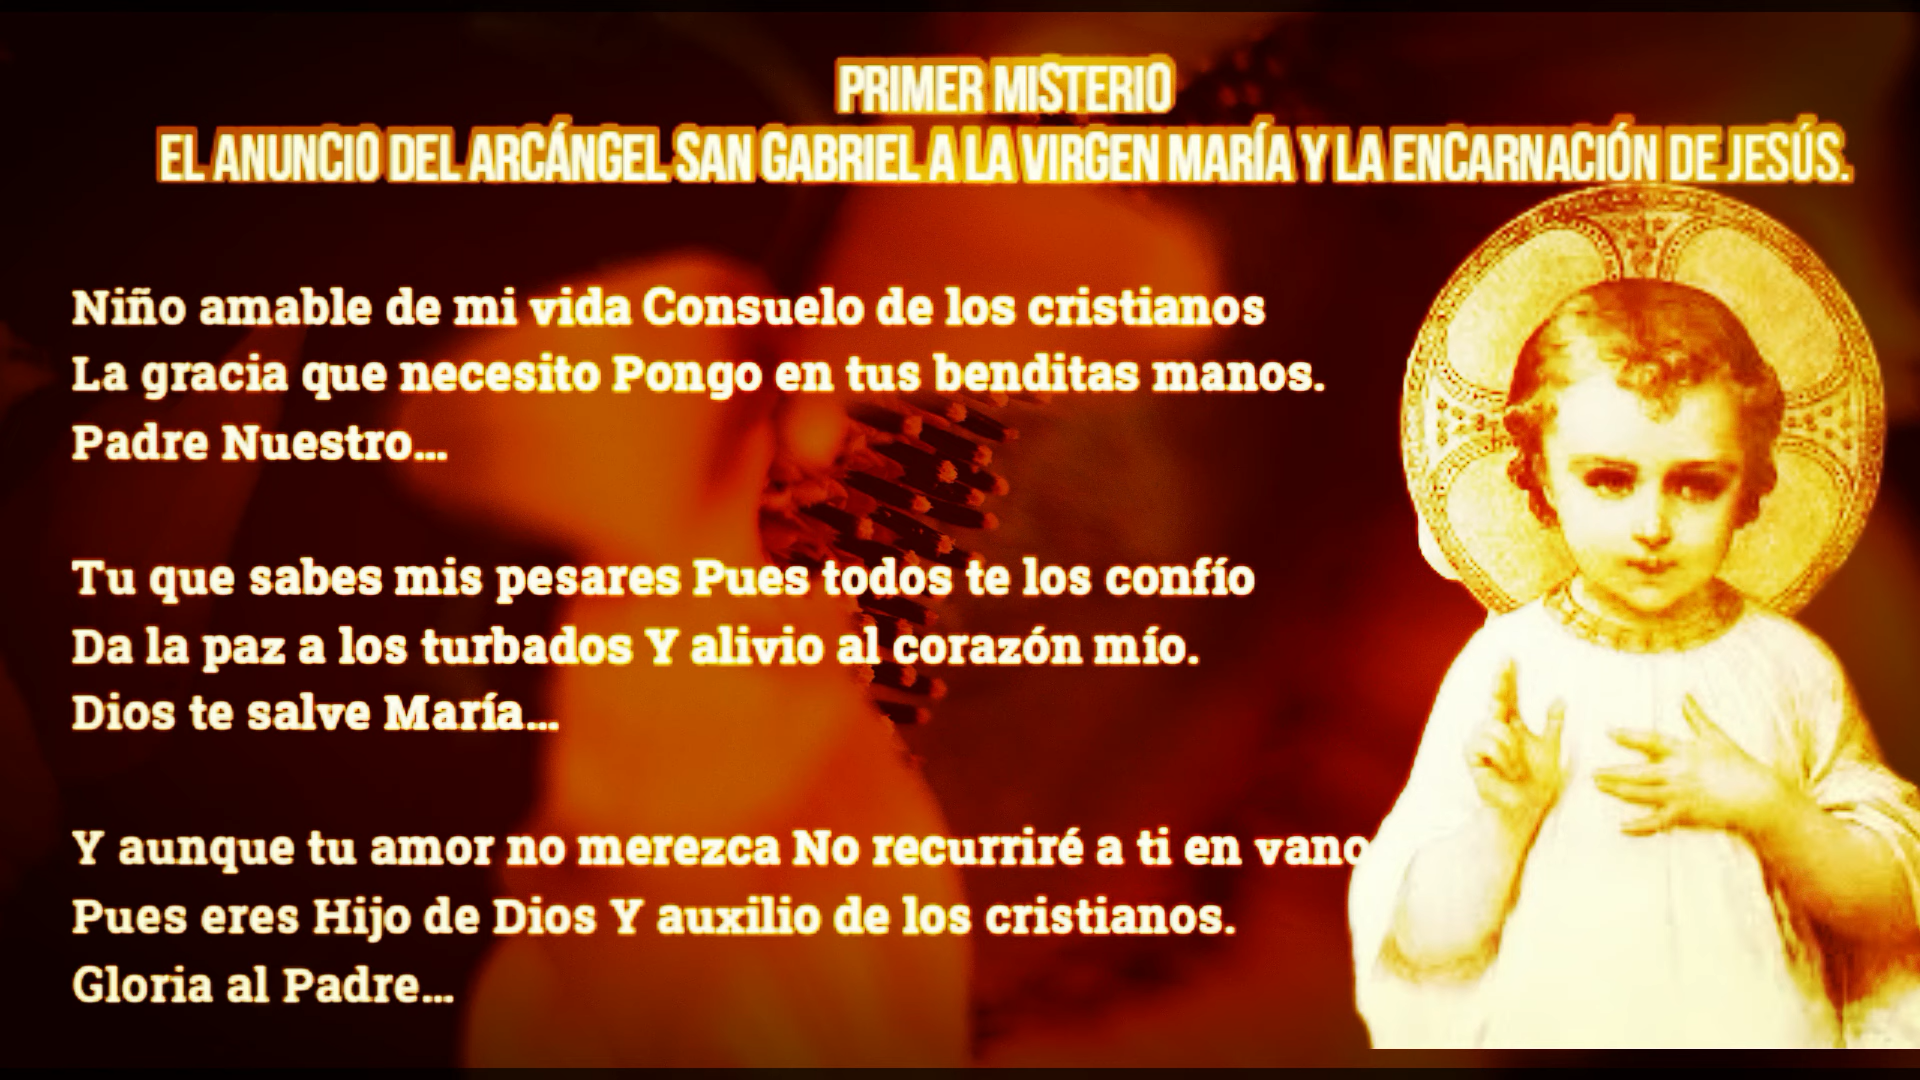 PRIMER MISTERIO
EL ANUNCIO DEL ARCÁNGEL SAN GABRIEL A LA VIRGEN MARÍA Y LA ENCARNACIÓN DE JESÚS.
Niño amable de mi vida Consuelo de los cristianos
La gracia que necesito Pongo en tus benditas manos.
Padre Nuestro...
Tu que sabes mis pesares Pues todos te los confío
Da la paz a los turbados Y alivio al corazón mío.
Dios te salve María...
Y aunque tu amor no merezca No recurriré a ti en vano
Pues eres Hijo de Dios Y auxilio de los cristianos.
Gloria al Padre...